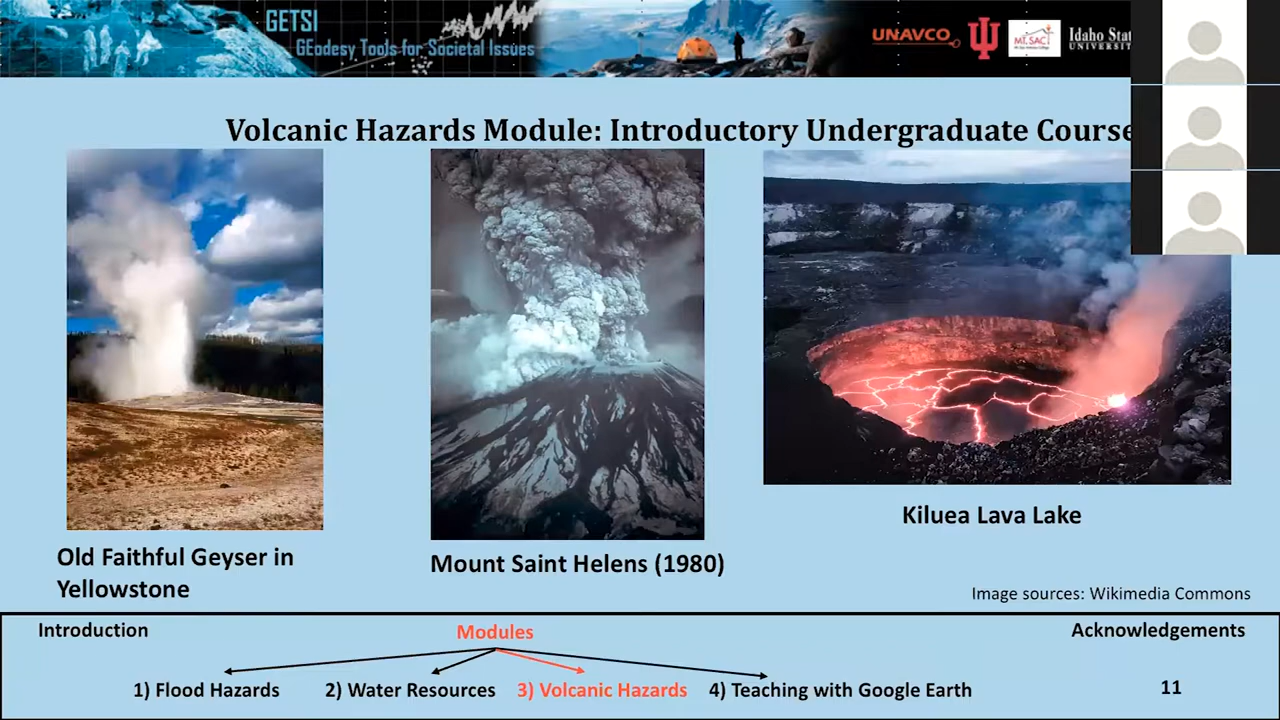 GETSI
GEodesy Tools for Societal Issues
UNAVCO
MT. SAC
Idaho Stat
UNIVERSIT
Volcanic Hazards Module: Introductory Undergraduate Course
Old Faithful Geyser in
Yellowstone
Mount Saint Helens (1980)
Kiluea Lava Lake
Image sources: Wikimedia Commons
Introduction
Modules
Acknowledgements
1) Flood Hazards
2) Water Resources
3) Volcanic Hazards
4) Teaching with Google Earth
11